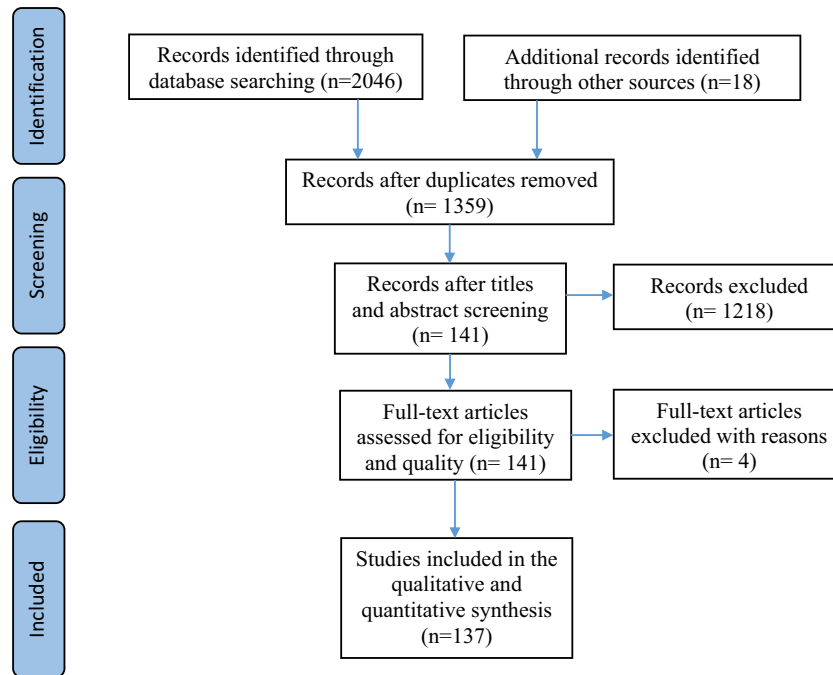 Identification
Records identified through
database searching (n=2046)
Additional records identified
through other sources (n=18)
Records after duplicates removed
(n= 1359)
Screening
Records after titles
and abstract screening
(n= 141)
Records excluded
(n= 1218)
Eligibility
Full-text articles
assessed for eligibility
and quality (n= 141)
Full-text articles
excluded with reasons
(n= 4)
Included
Studies included in the
qualitative and
quantitative synthesis
(n=137)